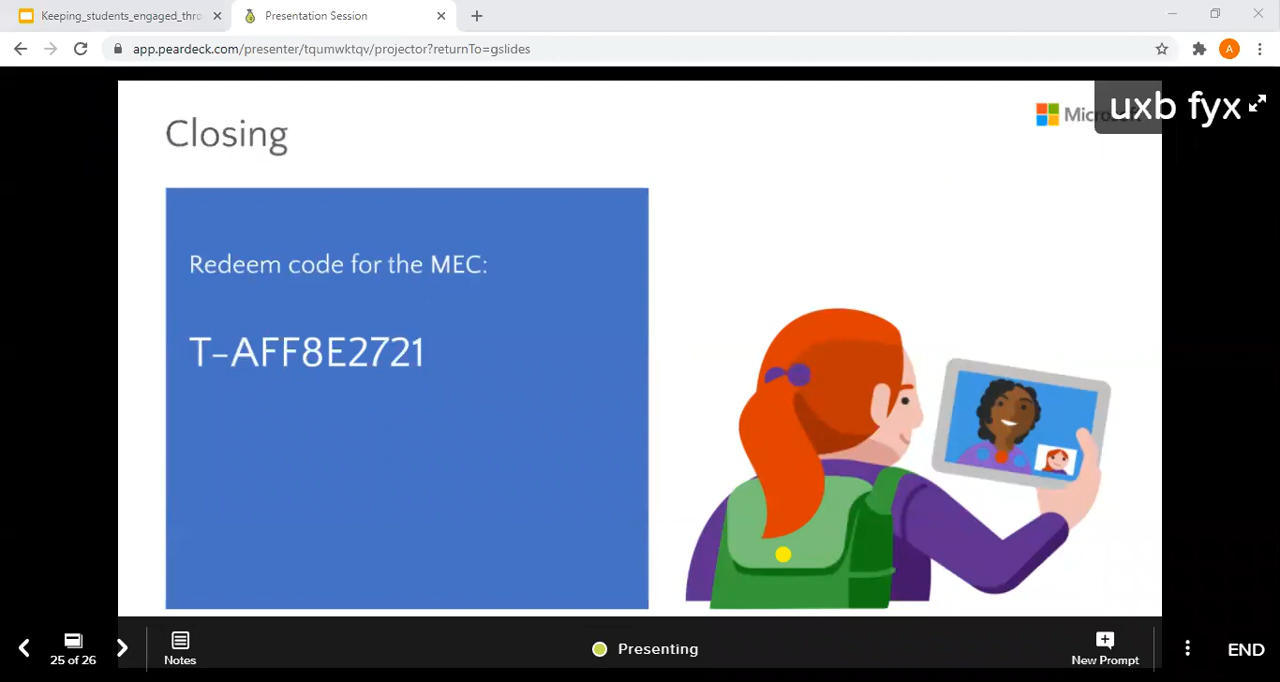 Keeping_students_engaged_thro
Presentation Session
app.peardeck.com/presenter/tqumwktqv/projector?returnTo=gslides
A
uxb fyx
Closing
Redeem code for the MEC:
T-AFF8E2721
25 of 26
Notes
Presenting
New Prompt
END